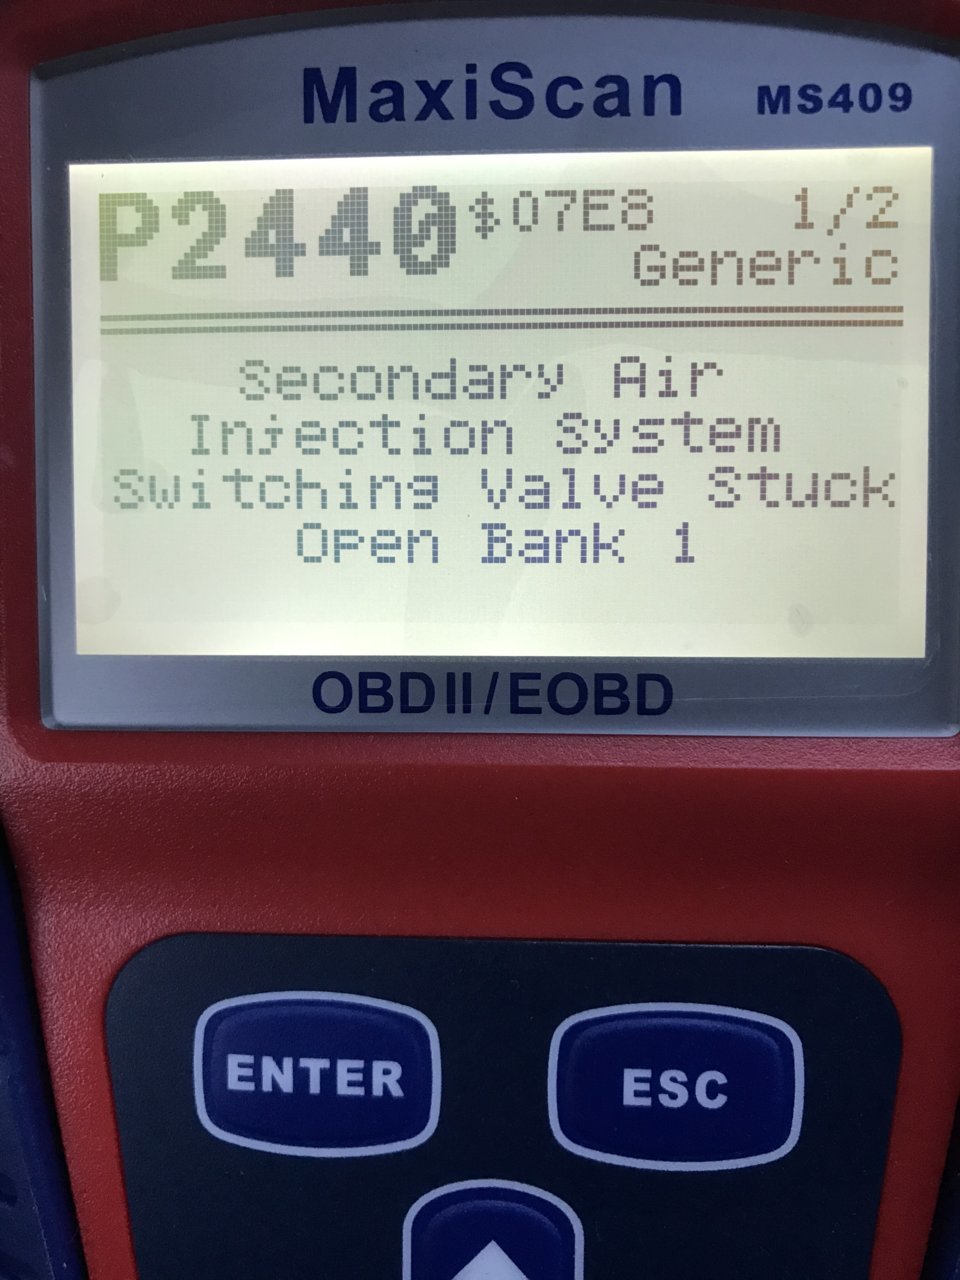 MaxiScan MS409
P2440 $07E8 1/2
Generic
Secondary Air
Injection System
Switching Valve Stuck
Open Bank 1
OBDII/EOBD
ENTER ESC